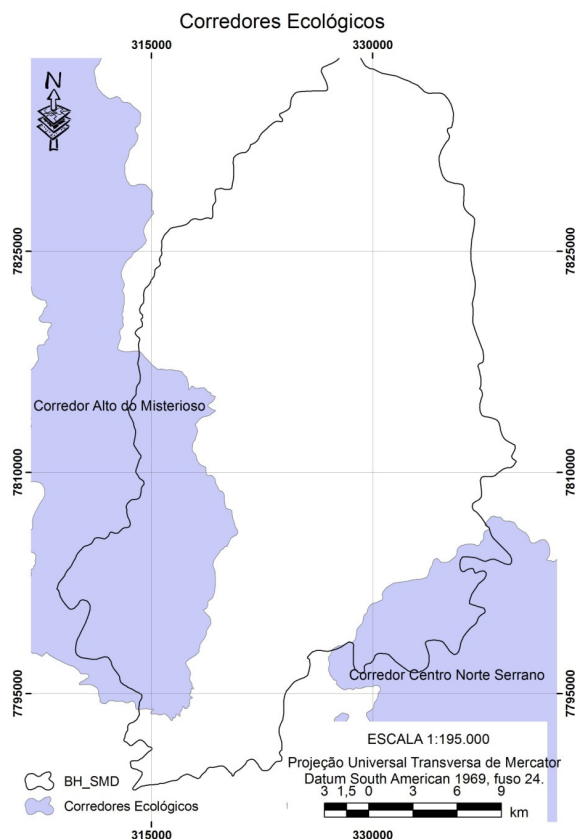 Corredores Ecológicos
315000 330000
N
7825000 7825000
Corredor Alto do Misterioso
7810000 7810000
Corredor Centro Norte Serrano
7795000 7795000
ESCALA 1:195.000
Projeção Universal Transversa de Mercator
Datum South American 1969, fuso 24.
BH_SMD
3 1,5 0 3 6 9
Corredores Ecológicos
km
315000 330000